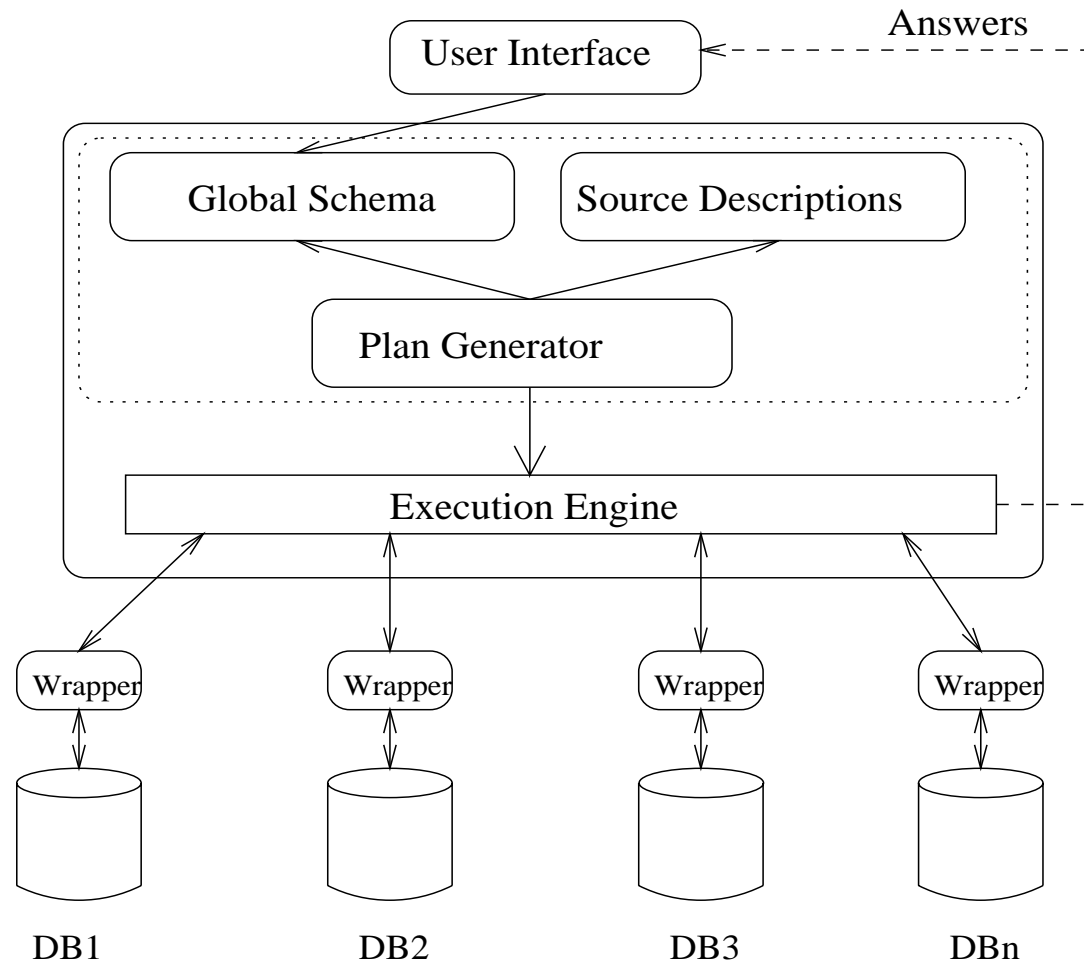 Answers
User Interface
Global Schema
Source Descriptions
Plan Generator
Execution Engine
Wrapper
Wrapper
Wrapper
Wrapper
DB1
DB2
DB3
DBn